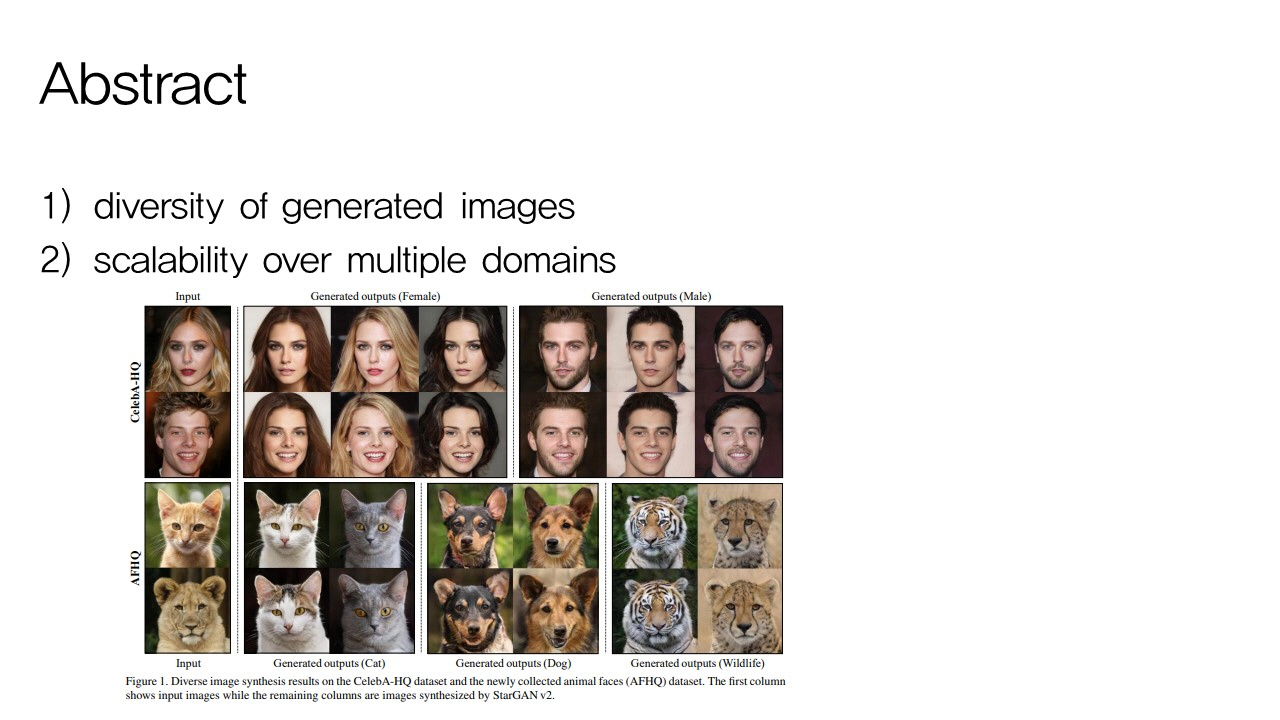 Abstract
1) diversity of generated images
2) scalability over multiple domains
Input Generated outputs (Female) Generated outputs (Male)
CelebA-HQ
AFHQ
Input Generated outputs (Cat) Generated outputs (Dog) Generated outputs (Wildlife)
Figure 1. Diverse image synthesis results on the CelebA-HQ dataset and the newly collected animal faces (AFHQ) dataset. The first column
shows input images while the remaining columns are images synthesized by StarGAN v2.